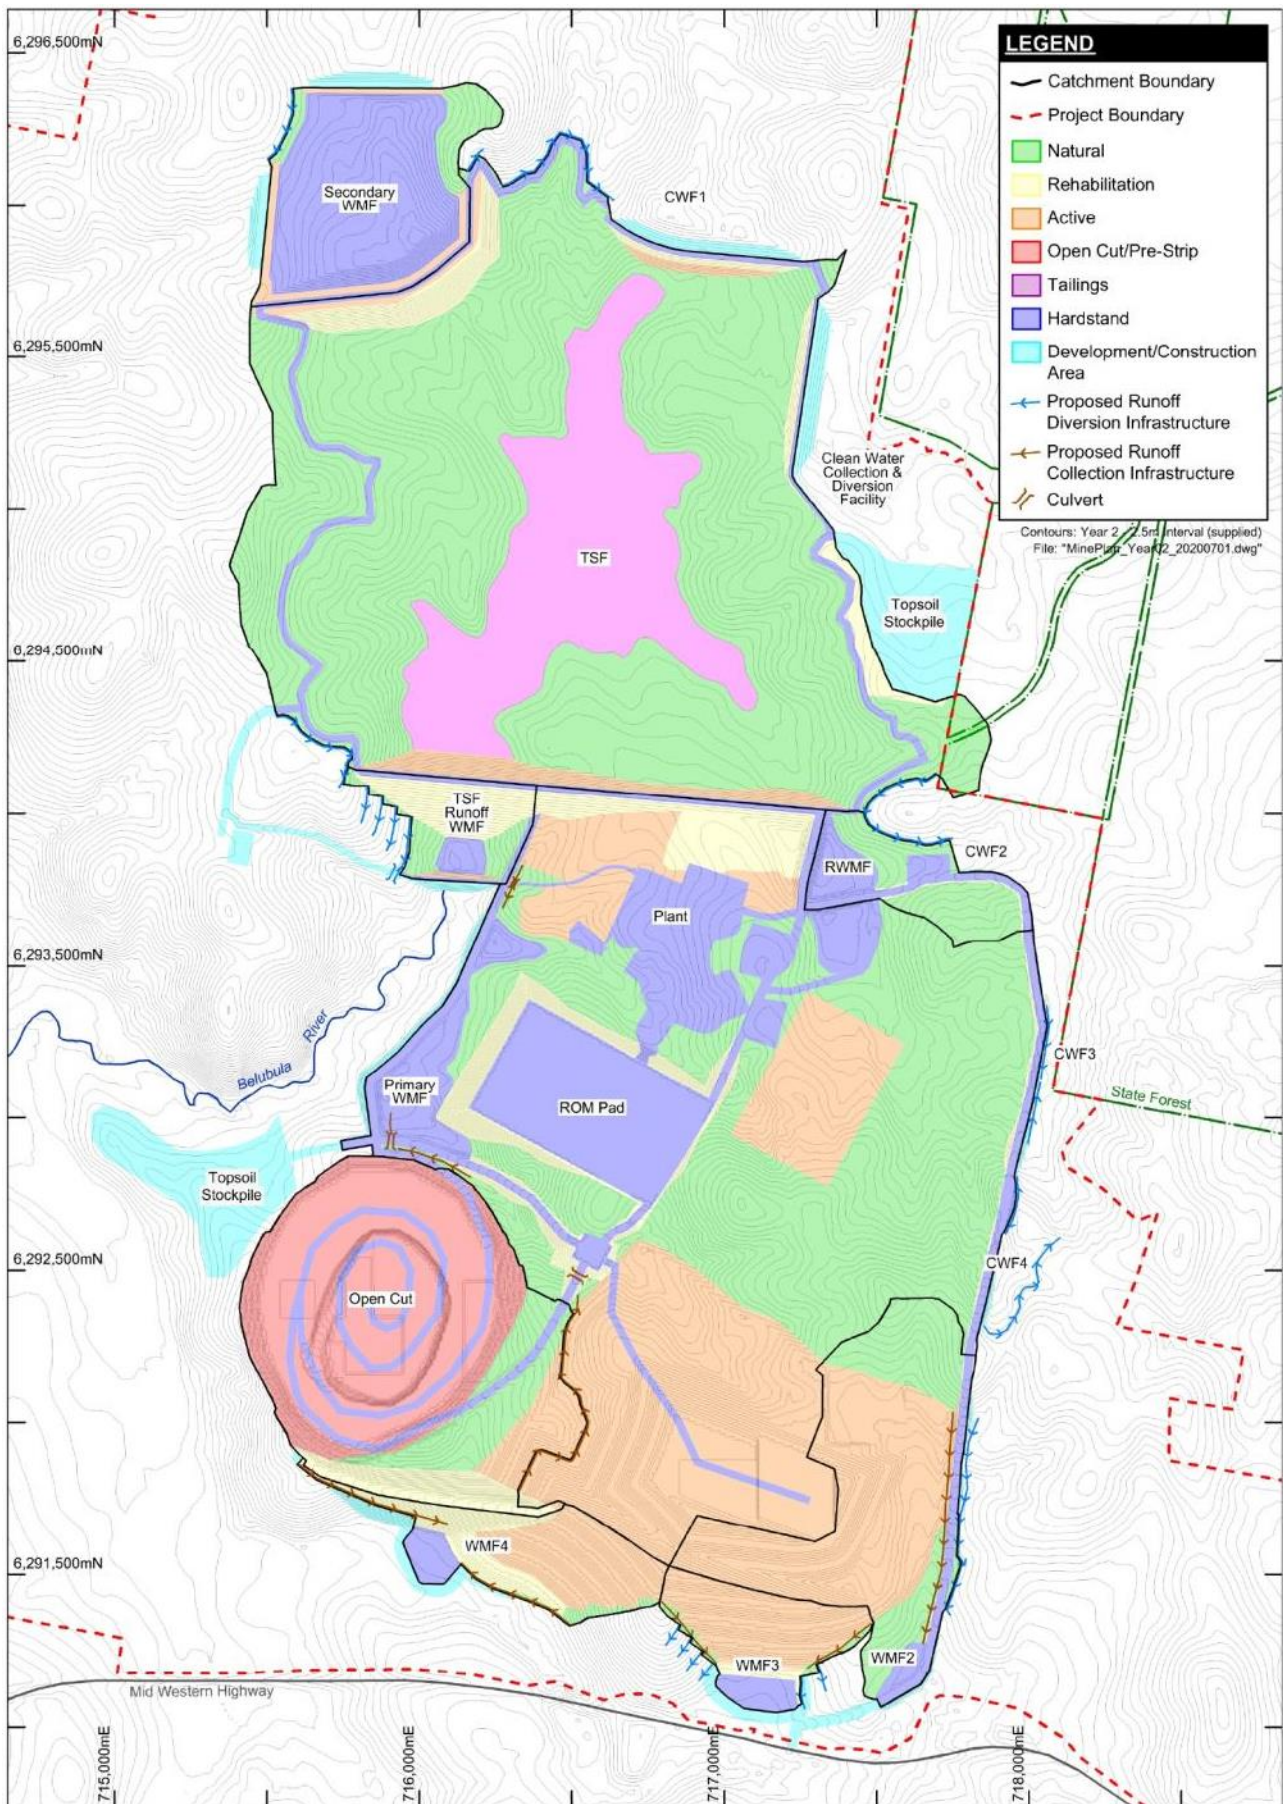 6,296,500mN
LEGEND
Catchment Boundary
Project Boundary
Natural
Rehabilitation
Active
Open Cut/Pre-Strip
Tailings
Hardstand
Development/Construction
Area
Proposed Runoff
Diversion Infrastructure
Proposed Runoff
Collection Infrastructure
Culvert
Contours: Year 2 - 2.5m interval (supplied)
File: "MinePlan_Year02_20200701.dwg"
Secondary
WMF
CWF1
6,295,500mN
Clean Water
Collection &
Diversion
Facility
TSF
Topsoil
Stockpile
6,294,500mN
TSF
Runoff
WMF
RWMF
CWF2
Plant
6,293,500mN
Belubula
River
CWF3
State Forest
Primary
WMF
ROM Pad
Topsoil
Stockpile
6,292,500mN
CWF4
Open Cut
6,291,500mN
WMF4
WMF3
WMF2
Mid Western Highway
715,000mE
716,000mE
717,000mE
718,000mE